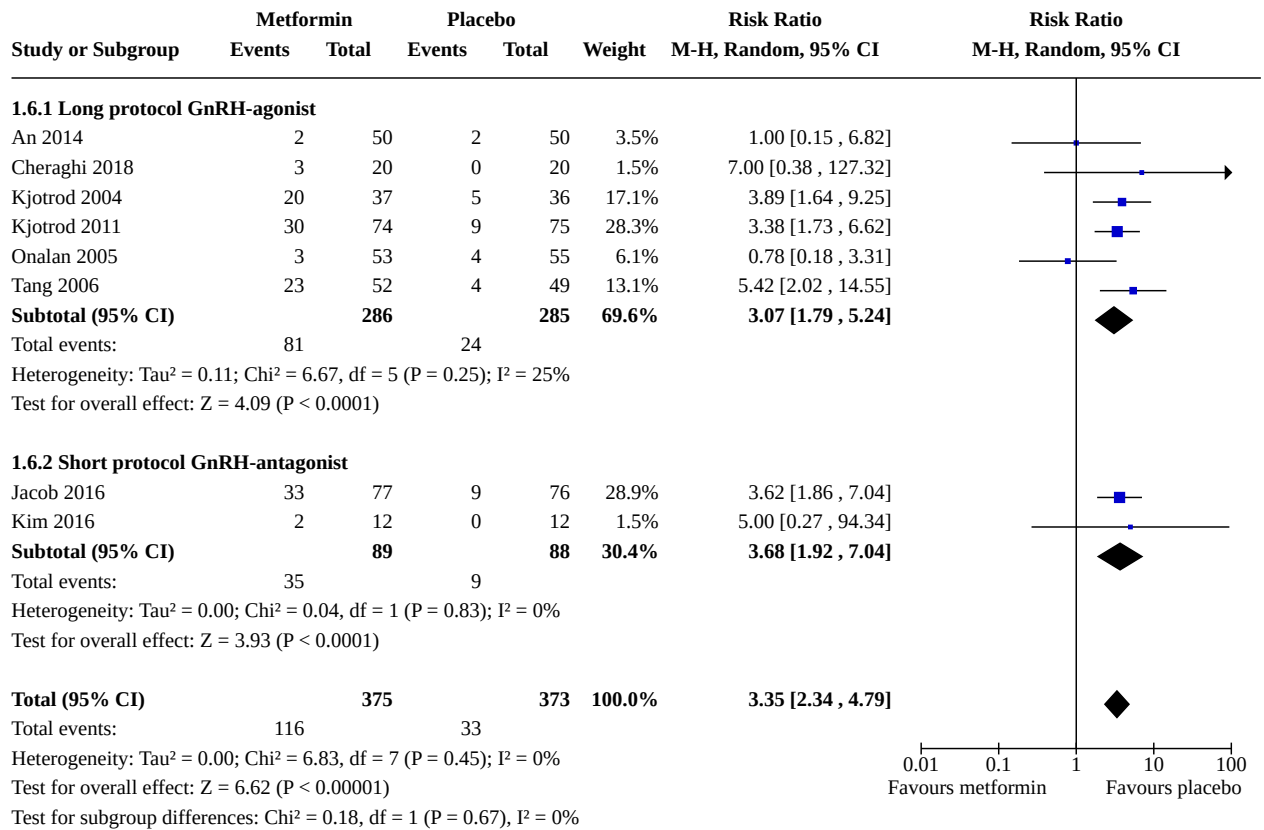 Metformin Placebo Risk Ratio Risk Ratio
Study or Subgroup Events Total Events Total Weight M-H, Random, 95% CI M-H, Random, 95% CI
1.6.1 Long protocol GnRH-agonist
An 2014 2 50 2 50 3.5% 1.00 [0.15 , 6.82]
Cheraghi 2018 3 20 0 20 1.5% 7.00 [0.38 , 127.32]
Kjotrod 2004 20 37 5 36 17.1% 3.89 [1.64 , 9.25]
Kjotrod 2011 30 74 9 75 28.3% 3.38 [1.73 , 6.62]
Onalan 2005 3 53 4 55 6.1% 0.78 [0.18 , 3.31]
Tang 2006 23 52 4 49 13.1% 5.42 [2.02 , 14.55]
Subtotal (95% CI) 286 285 69.6% 3.07 [1.79 , 5.24]
Total events: 81 24
Heterogeneity: Tau² = 0.11; Chi² = 6.67, df = 5 (P = 0.25); I² = 25%
Test for overall effect: Z = 4.09 (P < 0.0001)
1.6.2 Short protocol GnRH-antagonist
Jacob 2016 33 77 9 76 28.9% 3.62 [1.86 , 7.04]
Kim 2016 2 12 0 12 1.5% 5.00 [0.27 , 94.34]
Subtotal (95% CI) 89 88 30.4% 3.68 [1.92 , 7.04]
Total events: 35 9
Heterogeneity: Tau² = 0.00; Chi² = 0.04, df = 1 (P = 0.83); I² = 0%
Test for overall effect: Z = 3.93 (P < 0.0001)
Total (95% CI) 375 373 100.0% 3.35 [2.34 , 4.79]
Total events: 116 33
Heterogeneity: Tau² = 0.00; Chi² = 6.83, df = 7 (P = 0.45); I² = 0%
Test for overall effect: Z = 6.62 (P < 0.00001)
Test for subgroup differences: Chi² = 0.18, df = 1 (P = 0.67), I² = 0%
0.01 0.1 1 10 100
Favours metformin Favours placebo